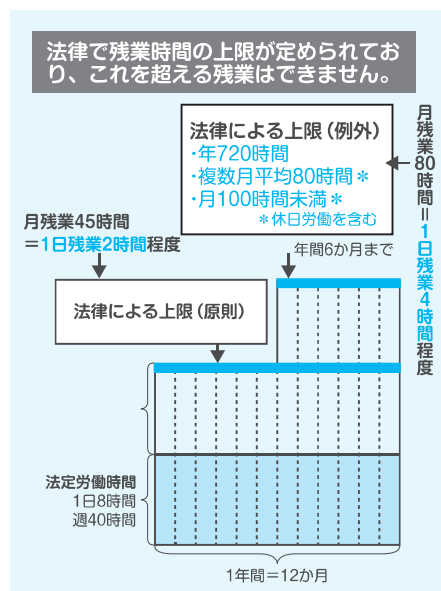 法律で残業時間の上限が定められてお
り、これを超える残業はできません。
法律による上限（例外）
・年720時間
・複数月平均80時間＊
・月100時間未満＊
＊休日労働を含む
月残業80時間＝1日残業4時間程度
月残業45時間
＝1日残業2時間程度
年間6か月まで
法律による上限（原則）
法定労働時間
1日8時間
週40時間
1年間＝12か月